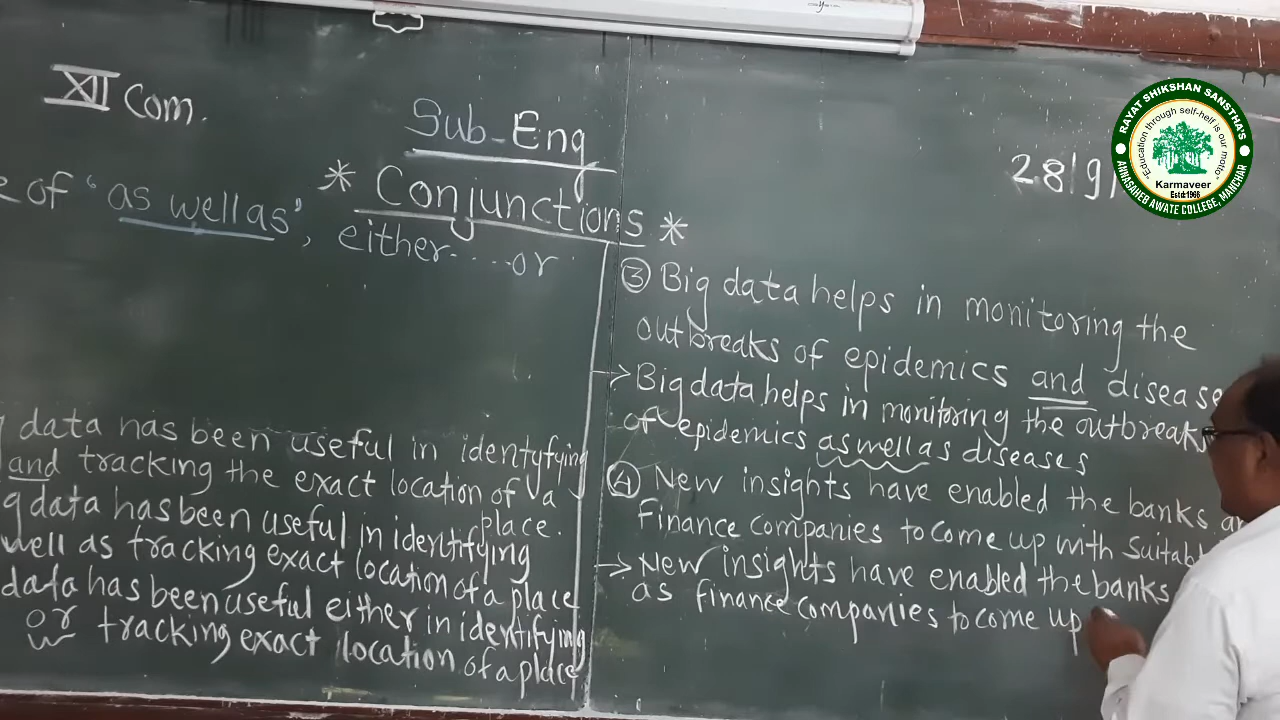 XII Com.
Sub-Eng
28/9/
of "as well as", either.....or
* Conjunctions *
data has been useful in identyfying
and tracking the exact location of a
place.
g data has been useful in identifying
well as tracking exact location of a place
data has been useful either in identifying
or tracking exact location of a place
③ Big data helps in monitoring the
outbreaks of epidemics and disease
→ Big data helps in monitoring the outbreaks
of epidemics as well as diseases
④ New insights have enabled the banks an
finance companies to come up with suitabl
→ New insights have enabled the banks
as finance companies to come up
RAYAT SHIKSHAN SANSTHA'S
"Education through self-help is our motto"
Karmaveer
Estd:1966
ANNASAHEB AWATE COLLEGE, MANCHAR